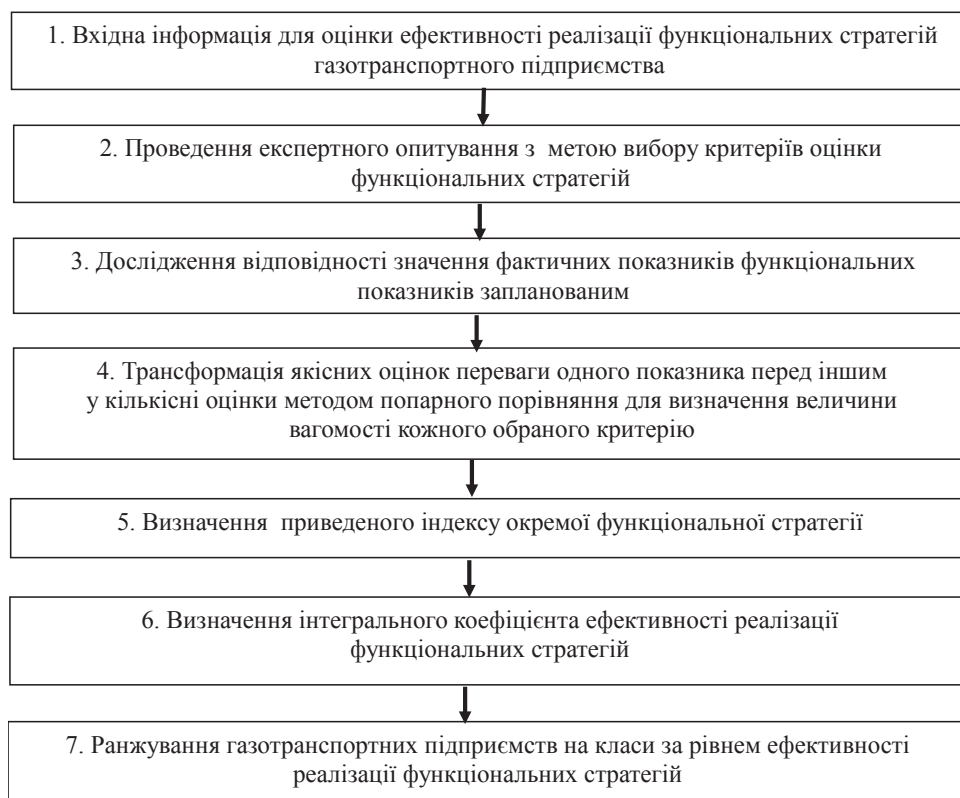 1. Вхідна інформація для оцінки ефективності реалізації функціональних стратегій
газотранспортного підприємства
2. Проведення експертного опитування з метою вибору критеріїв оцінки
функціональних стратегій
3. Дослідження відповідності значення фактичних показників функціональних
показників запланованим
4. Трансформація якісних оцінок переваги одного показника перед іншим
у кількісні оцінки методом попарного порівняння для визначення величини
вагомості кожного обраного критерію
5. Визначення приведеного індексу окремої функціональної стратегії
6. Визначення інтегрального коефіцієнта ефективності реалізації
функціональних стратегій
7. Ранжування газотранспортних підприємств на класи за рівнем ефективності
реалізації функціональних стратегій